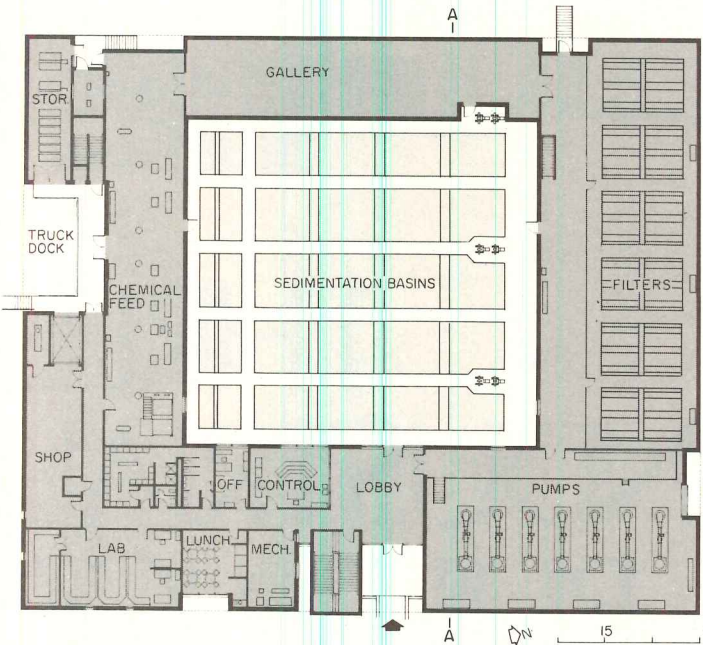 A
GALLERY
STOR.
TRUCK
DOCK
CHEMICAL
FEED
SEDIMENTATION BASINS
FILTERS
SHOP
OFF
CONTROL
LOBBY
PUMPS
LAB
LUNCH
MECH.
A
N
15